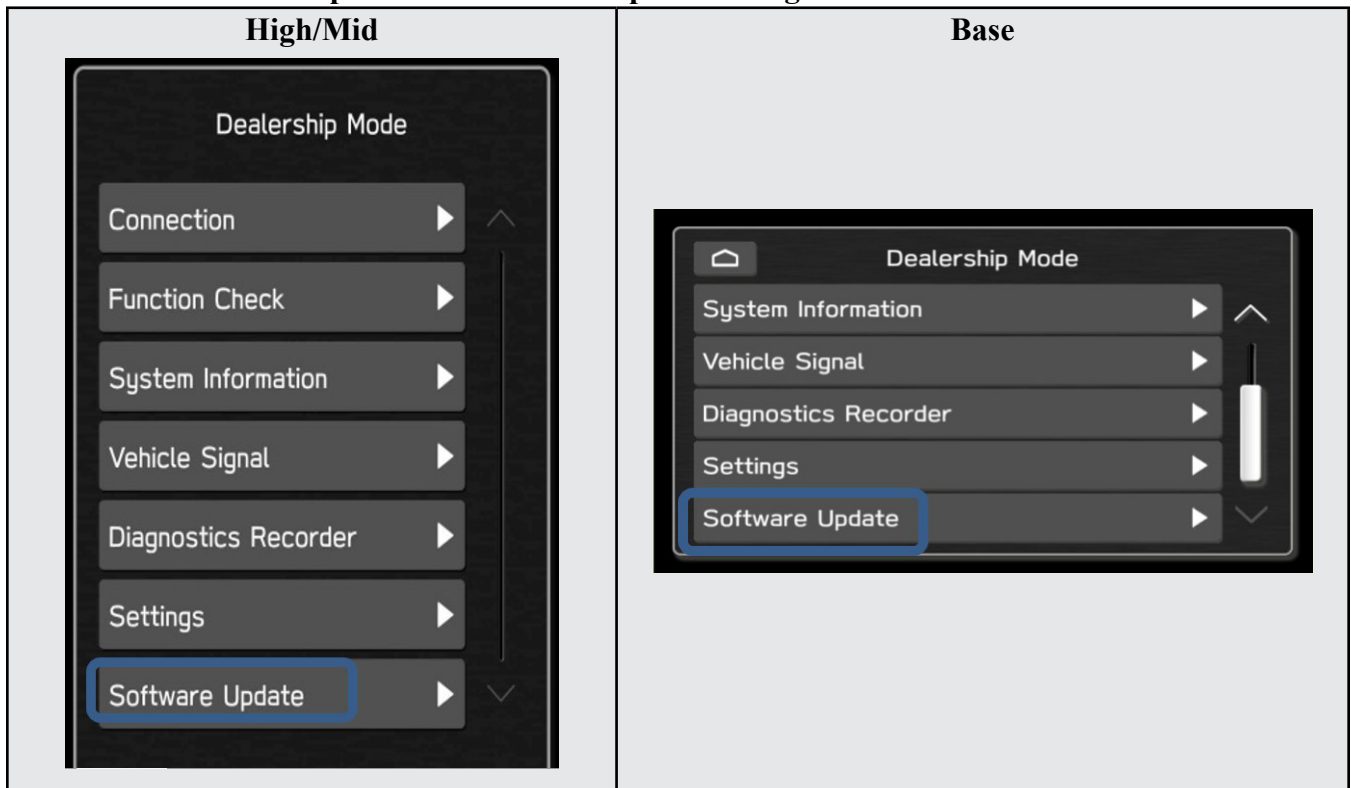 High/Mid
Base
Dealership Mode
Connection
Function Check
System Information
Vehicle Signal
Diagnostics Recorder
Settings
Software Update
Dealership Mode
System Information
Vehicle Signal
Diagnostics Recorder
Settings
Software Update